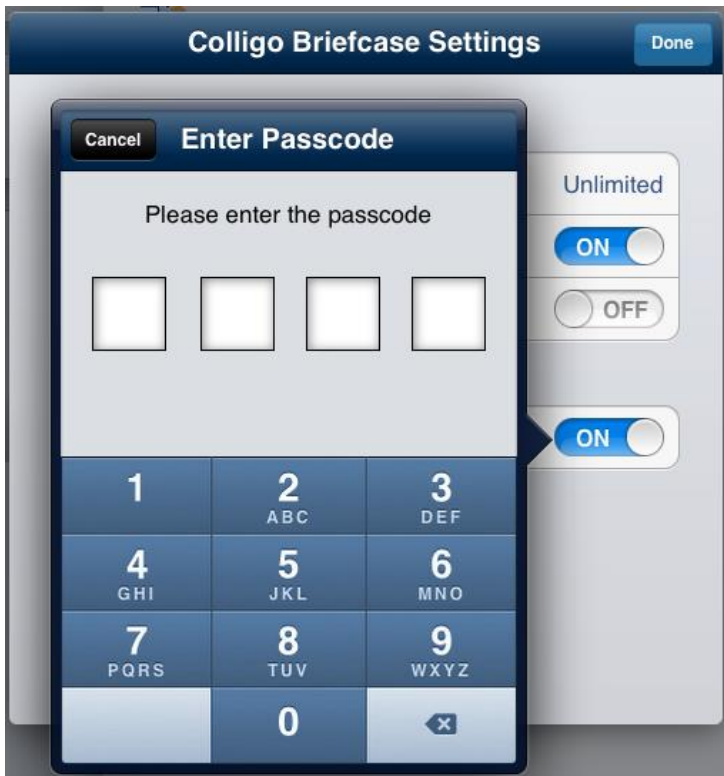 Colligo Briefcase Settings
Done
Cancel
Enter Passcode
Unlimited
Please enter the passcode
ON
OFF
ON
1
2
ABC
3
DEF
4
GHI
5
JKL
6
MNO
7
PQRS
8
TUV
9
WXYZ
0